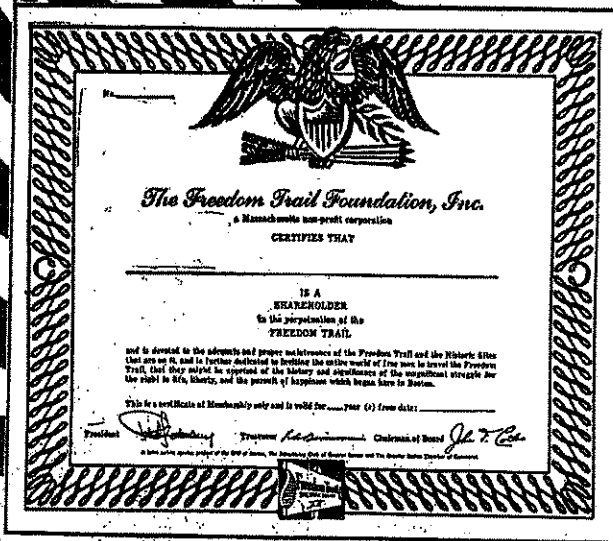 No.
The Freedom Trail Foundation, Inc.
a Massachusetts non-profit corporation
CERTIFIES THAT
IS A
SHAREHOLDER
in the perpetuation of the
FREEDOM TRAIL
and is devoted to the adequate and proper maintenance of the Freedom Trail and the Historic Sites
that are on it, and is further dedicated to inviting the entire world of free men to travel the Freedom
Trail, that they might be apprised of the history and significance of the magnificent struggle for
the right to life, liberty, and the pursuit of happiness which began here in Boston.
This is a certificate of Membership only and is valid for year (s) from date:
President Treasurer Chairman of Board